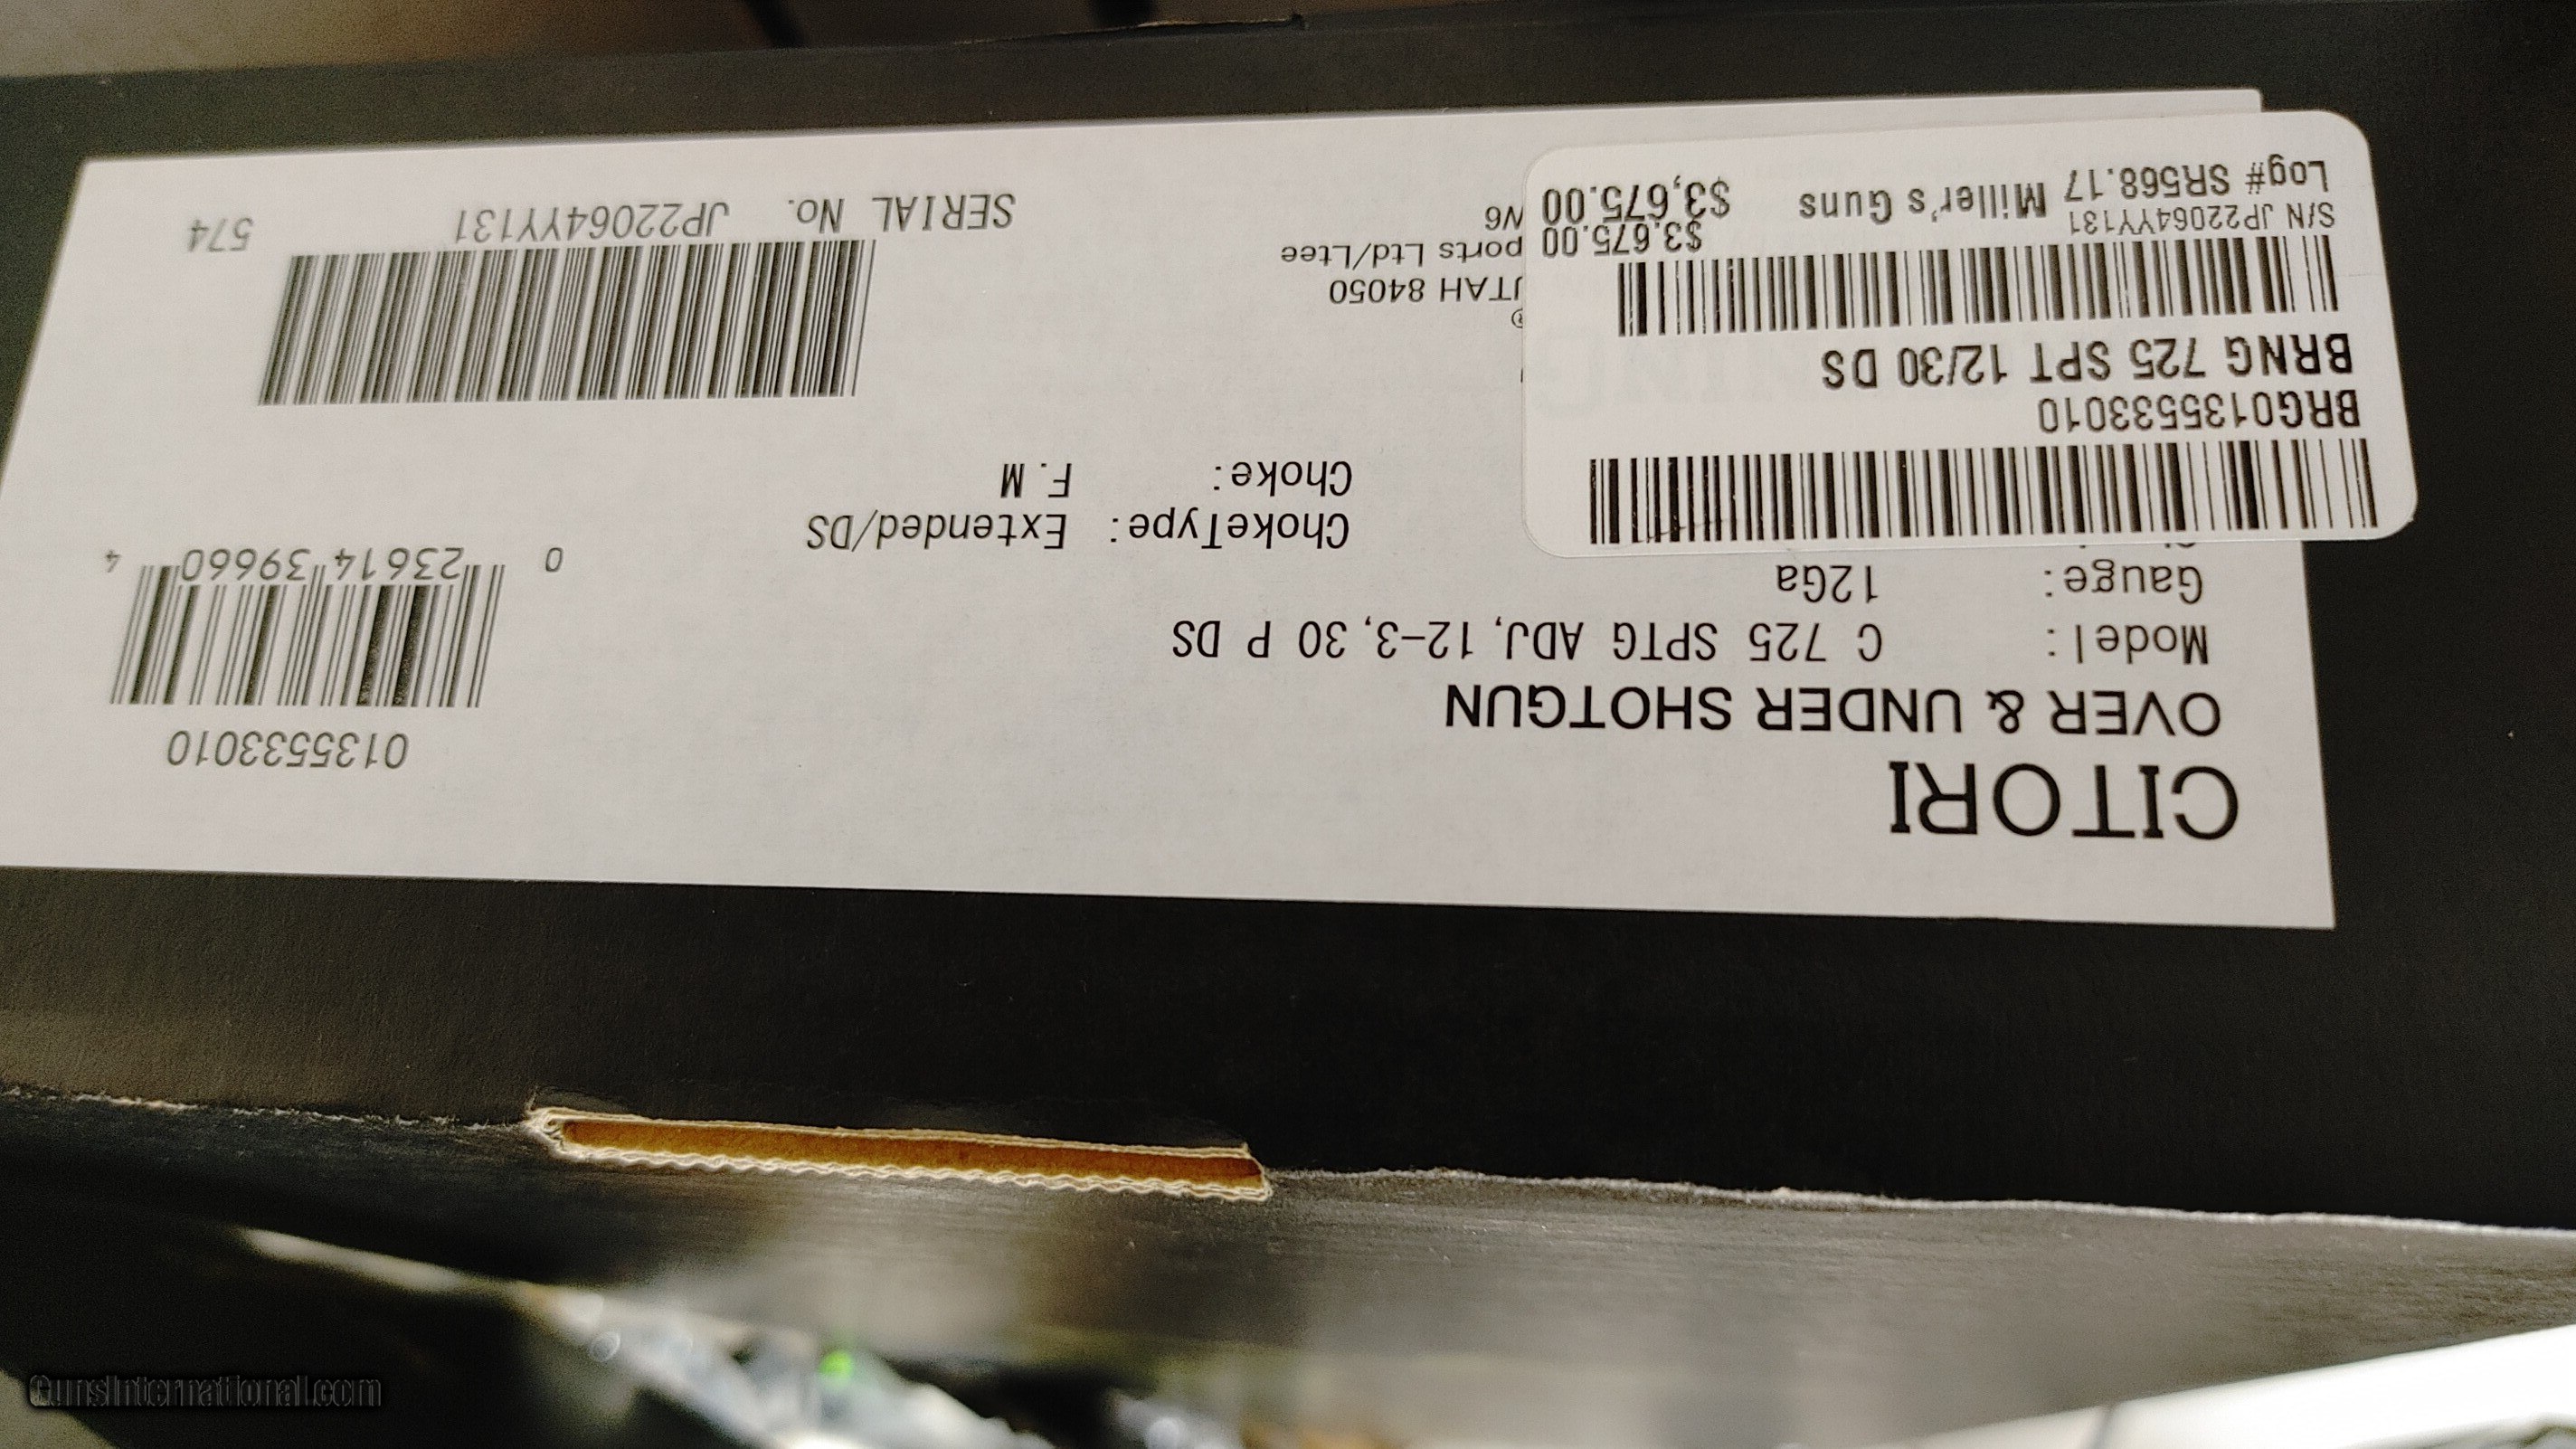 CITORI
OVER & UNDER SHOTGUN
Model: C 725 SPTG ADJ, 12-3, 30 P DS
Gauge: 12Ga
ChokeType: Extended/DS
Choke: F.M
0135533010
0 23614 39660 4
BRG0135533010
BRNG 725 SPT 12/30 DS
S/N JP22064YY131 $3,675.00
Log# SR568.17 Miller's Guns $3,675.00
®
UTAH 84050
ports Ltd/Ltee
N6
SERIAL No. JP22064YY131 574
GunsInternational.com